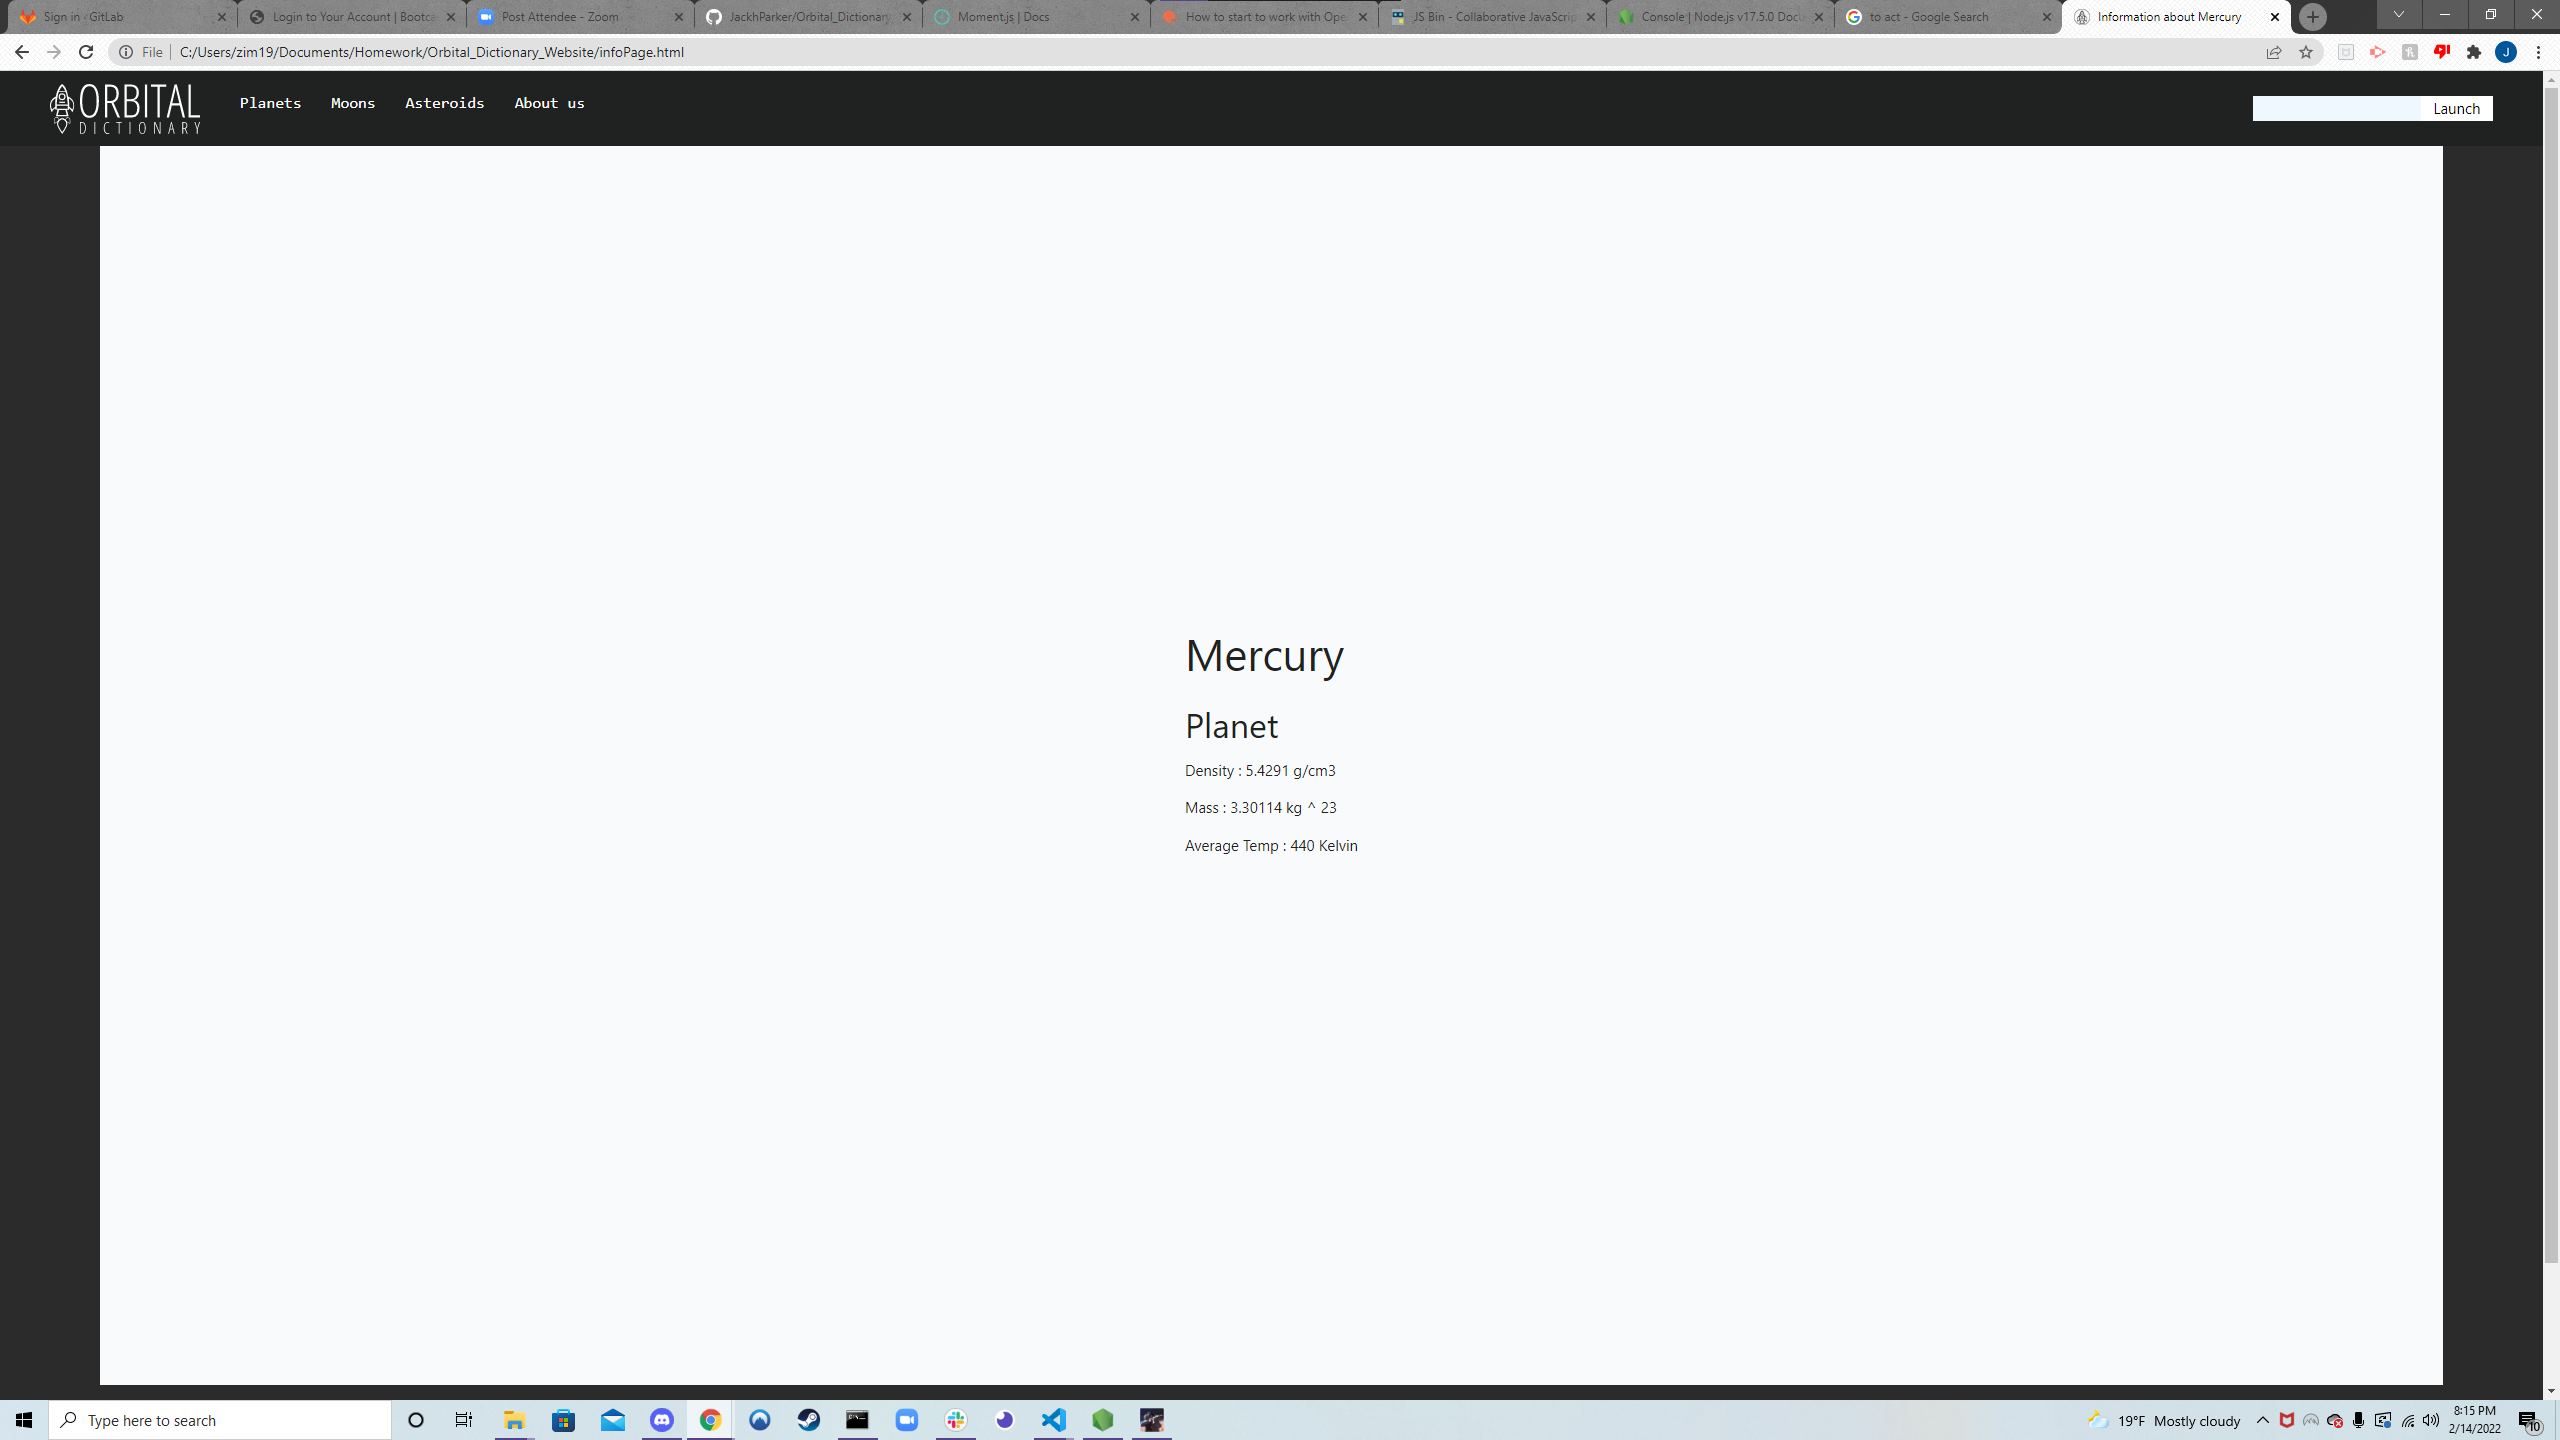 Sign in · GitLab
Login to Your Account | Bootca
Post Attendee - Zoom
JackhParker/Orbital_Dictionary
Moment.js | Docs
How to start to work with Ope
JS Bin - Collaborative JavaScrip
Console | Node.js v17.5.0 Docu
to act - Google Search
Information about Mercury
File
C:/Users/zim19/Documents/Homework/Orbital_Dictionary_Website/infoPage.html
J
ORBITAL
DICTIONARY
Planets
Moons
Asteroids
About us
Launch
Mercury
Planet
Density : 5.4291 g/cm3
Mass : 3.30114 kg ^ 23
Average Temp : 440 Kelvin
Type here to search
19°F Mostly cloudy
8:15 PM
2/14/2022
10